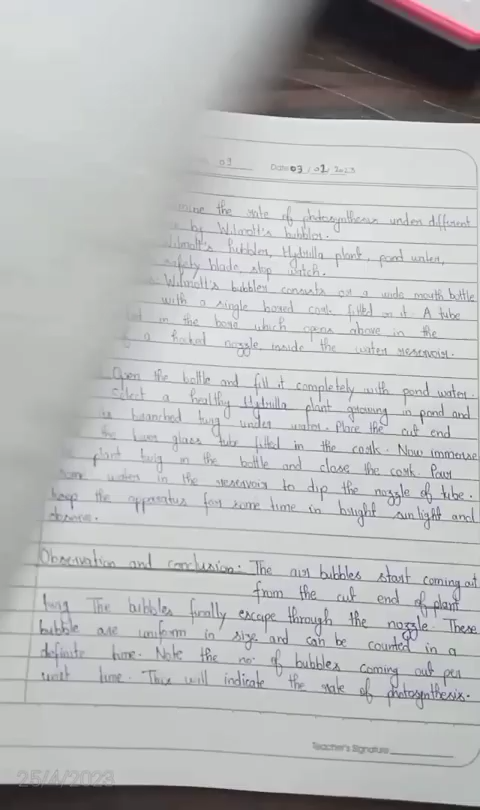 03 Date 03 / 02 / 2023
the rate of photosynthesis under different
by Wilmott's bubbler.
Wilmott's bubbler, Hydrilla plant, pond water,
safety blade, stop watch.
Wilmott's bubbler consists of a wide mouth bottle
with a single bored cork fitted on it. A tube
in the bore which opens above in the
a hooked nozzle inside the water reservoir.
Open the bottle and fill it completely with pond water.
Select a healthy Hydrilla plant growing in pond and
its branched twig under water. Place the cut end
the glass tube fitted in the cork. Now immerse
plant twig in the bottle and close the cork. Pour
some water in the reservoir to dip the nozzle of tube.
keep the apparatus for some time in bright sunlight and
observe.
Observation and conclusion: The air bubbles start coming out
from the cut end of plant
twig The bubbles finally escape through the nozzle. These
bubble are uniform in size and can be counted in a
definite time. Note the no. of bubbles coming out per
unit time. This will indicate the rate of photosynthesis.
Teacher's Signature
25/4/2023